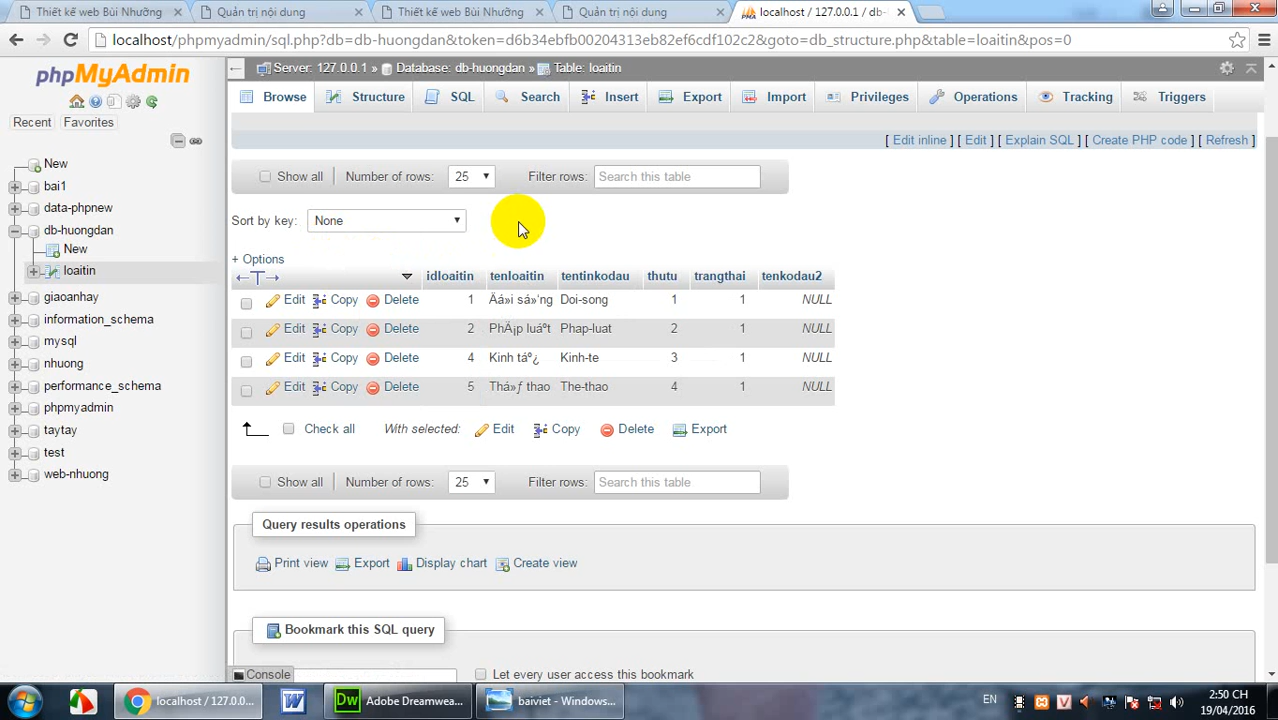 Thiết kế web Bùi Nhưỡng
Quản trị nội dung
Thiết kế web Bùi Nhưỡng
Quản trị nội dung
localhost / 127.0.0.1 / db-
localhost/phpmyadmin/sql.php?db=db-huongdan&token=d6b34ebb00204313eb82ef6cdf102c2&goto=db_structure.php&table=loaitin&pos=0
phpMyAdmin
Recent Favorites
New
bai1
data-phpnew
db-huongdan
New
loaitin
giaoanhay
information_schema
mysql
nhuong
performance_schema
phpmyadmin
taytay
test
web-nhuong
Server: 127.0.0.1 » Database: db-huongdan » Table: loaitin
Browse Structure SQL Search Insert Export Import Privileges Operations Tracking Triggers
[ Edit inline ] [ Edit ] [ Explain SQL ] [ Create PHP code ] [ Refresh ]
Show all Number of rows: 25 Filter rows: Search this table
Sort by key: None
+ Options
←T→ idloaitin tenloaitin tentinkodau thutu trangthai tenkodau2
Edit Copy Delete 1 Äá»i sá»'ng Doi-song 1 1 NULL
Edit Copy Delete 2 PhÄ¡p luáºt Phap-luat 2 1 NULL
Edit Copy Delete 4 Kinh táº¿ Kinh-te 3 1 NULL
Edit Copy Delete 5 Thá»ƒ thao The-thao 4 1 NULL
Check all With selected: Edit Copy Delete Export
Show all Number of rows: 25 Filter rows: Search this table
Query results operations
Print view Export Display chart Create view
Bookmark this SQL query
Console
Let every user access this bookmark
localhost / 127.0.0...
Adobe Dreamwea...
baiviet - Windows...
EN
2:50 CH
19/04/2016